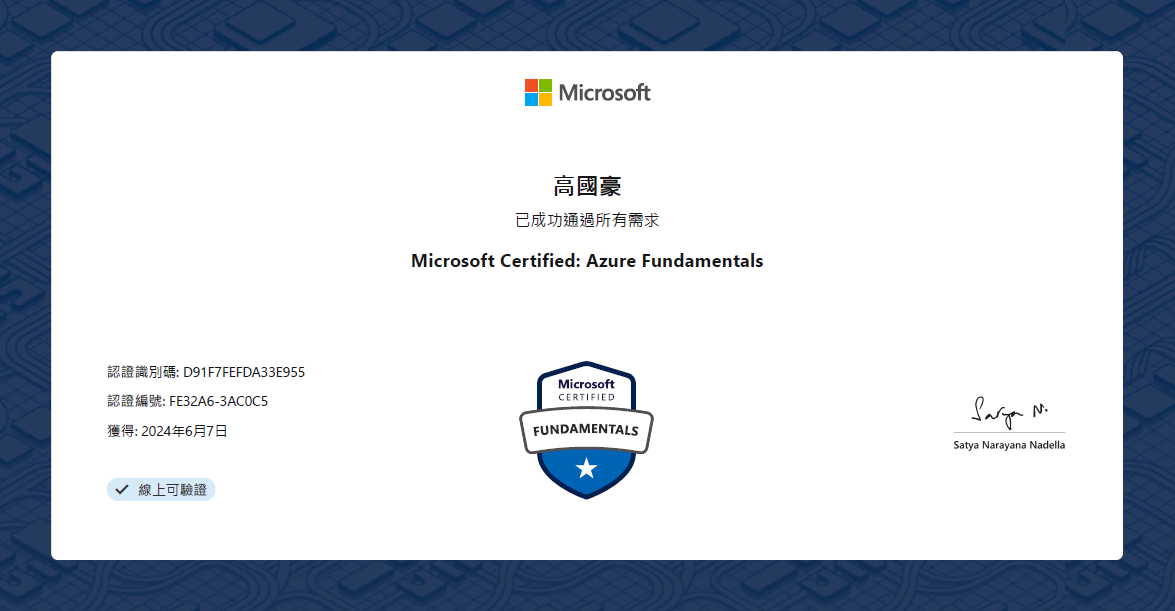 Microsoft
高國豪
已成功通過所有需求
Microsoft Certified: Azure Fundamentals
認證識別碼: D91F7FEFDA33E955
認證編號: FE32A6-3AC0C5
獲得: 2024年6月7日
線上可驗證
Microsoft
CERTIFIED
FUNDAMENTALS
Satya N.
Satya Narayana Nadella